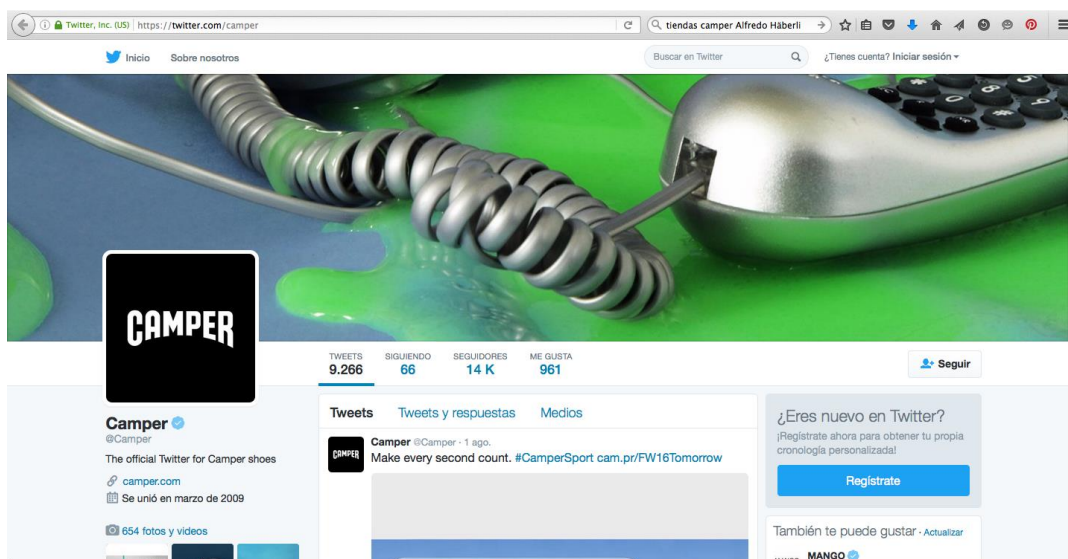 Twitter, Inc. (US) https://twitter.com/camper
tiendas camper Alfredo Häberli
Inicio Sobre nosotros
Buscar en Twitter
¿Tienes cuenta? Iniciar sesión
CAMPER
TWEETS SIGUIENDO SEGUIDORES ME GUSTA
9.266 66 14 K 961
Seguir
Camper
@Camper
The official Twitter for Camper shoes
camper.com
Se unió en marzo de 2009
654 fotos y videos
Tweets Tweets y respuestas Medios
CAMPER
Camper @Camper · 1 ago.
Make every second count. #CamperSport cam.pr/FW16Tomorrow
¿Eres nuevo en Twitter?
¡Regístrate ahora para obtener tu propia
cronología personalizada!
Regístrate
También te puede gustar · Actualizar
MANGO